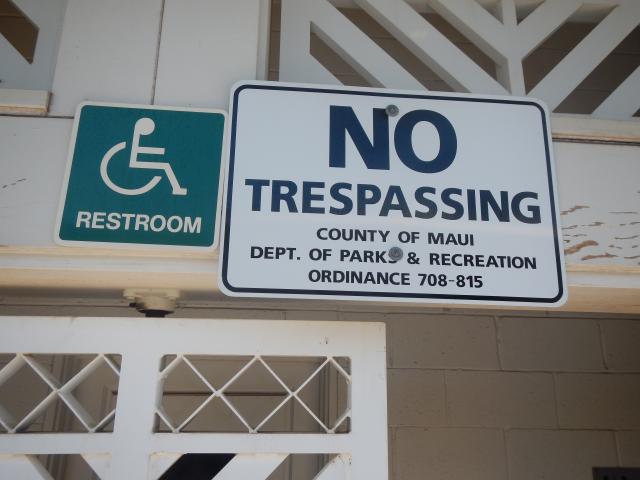 RESTROOM
NO
TRESPASSING
COUNTY OF MAUI
DEPT. OF PARKS & RECREATION
ORDINANCE 708-815